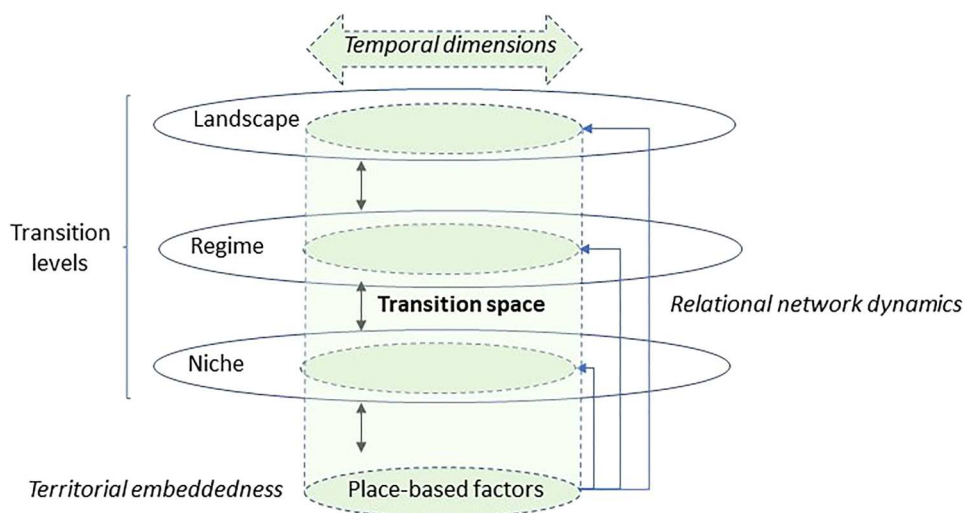 Temporal dimensions
Landscape
Transition
levels
Regime
Transition space
Relational network dynamics
Niche
Territorial embeddedness
Place-based factors